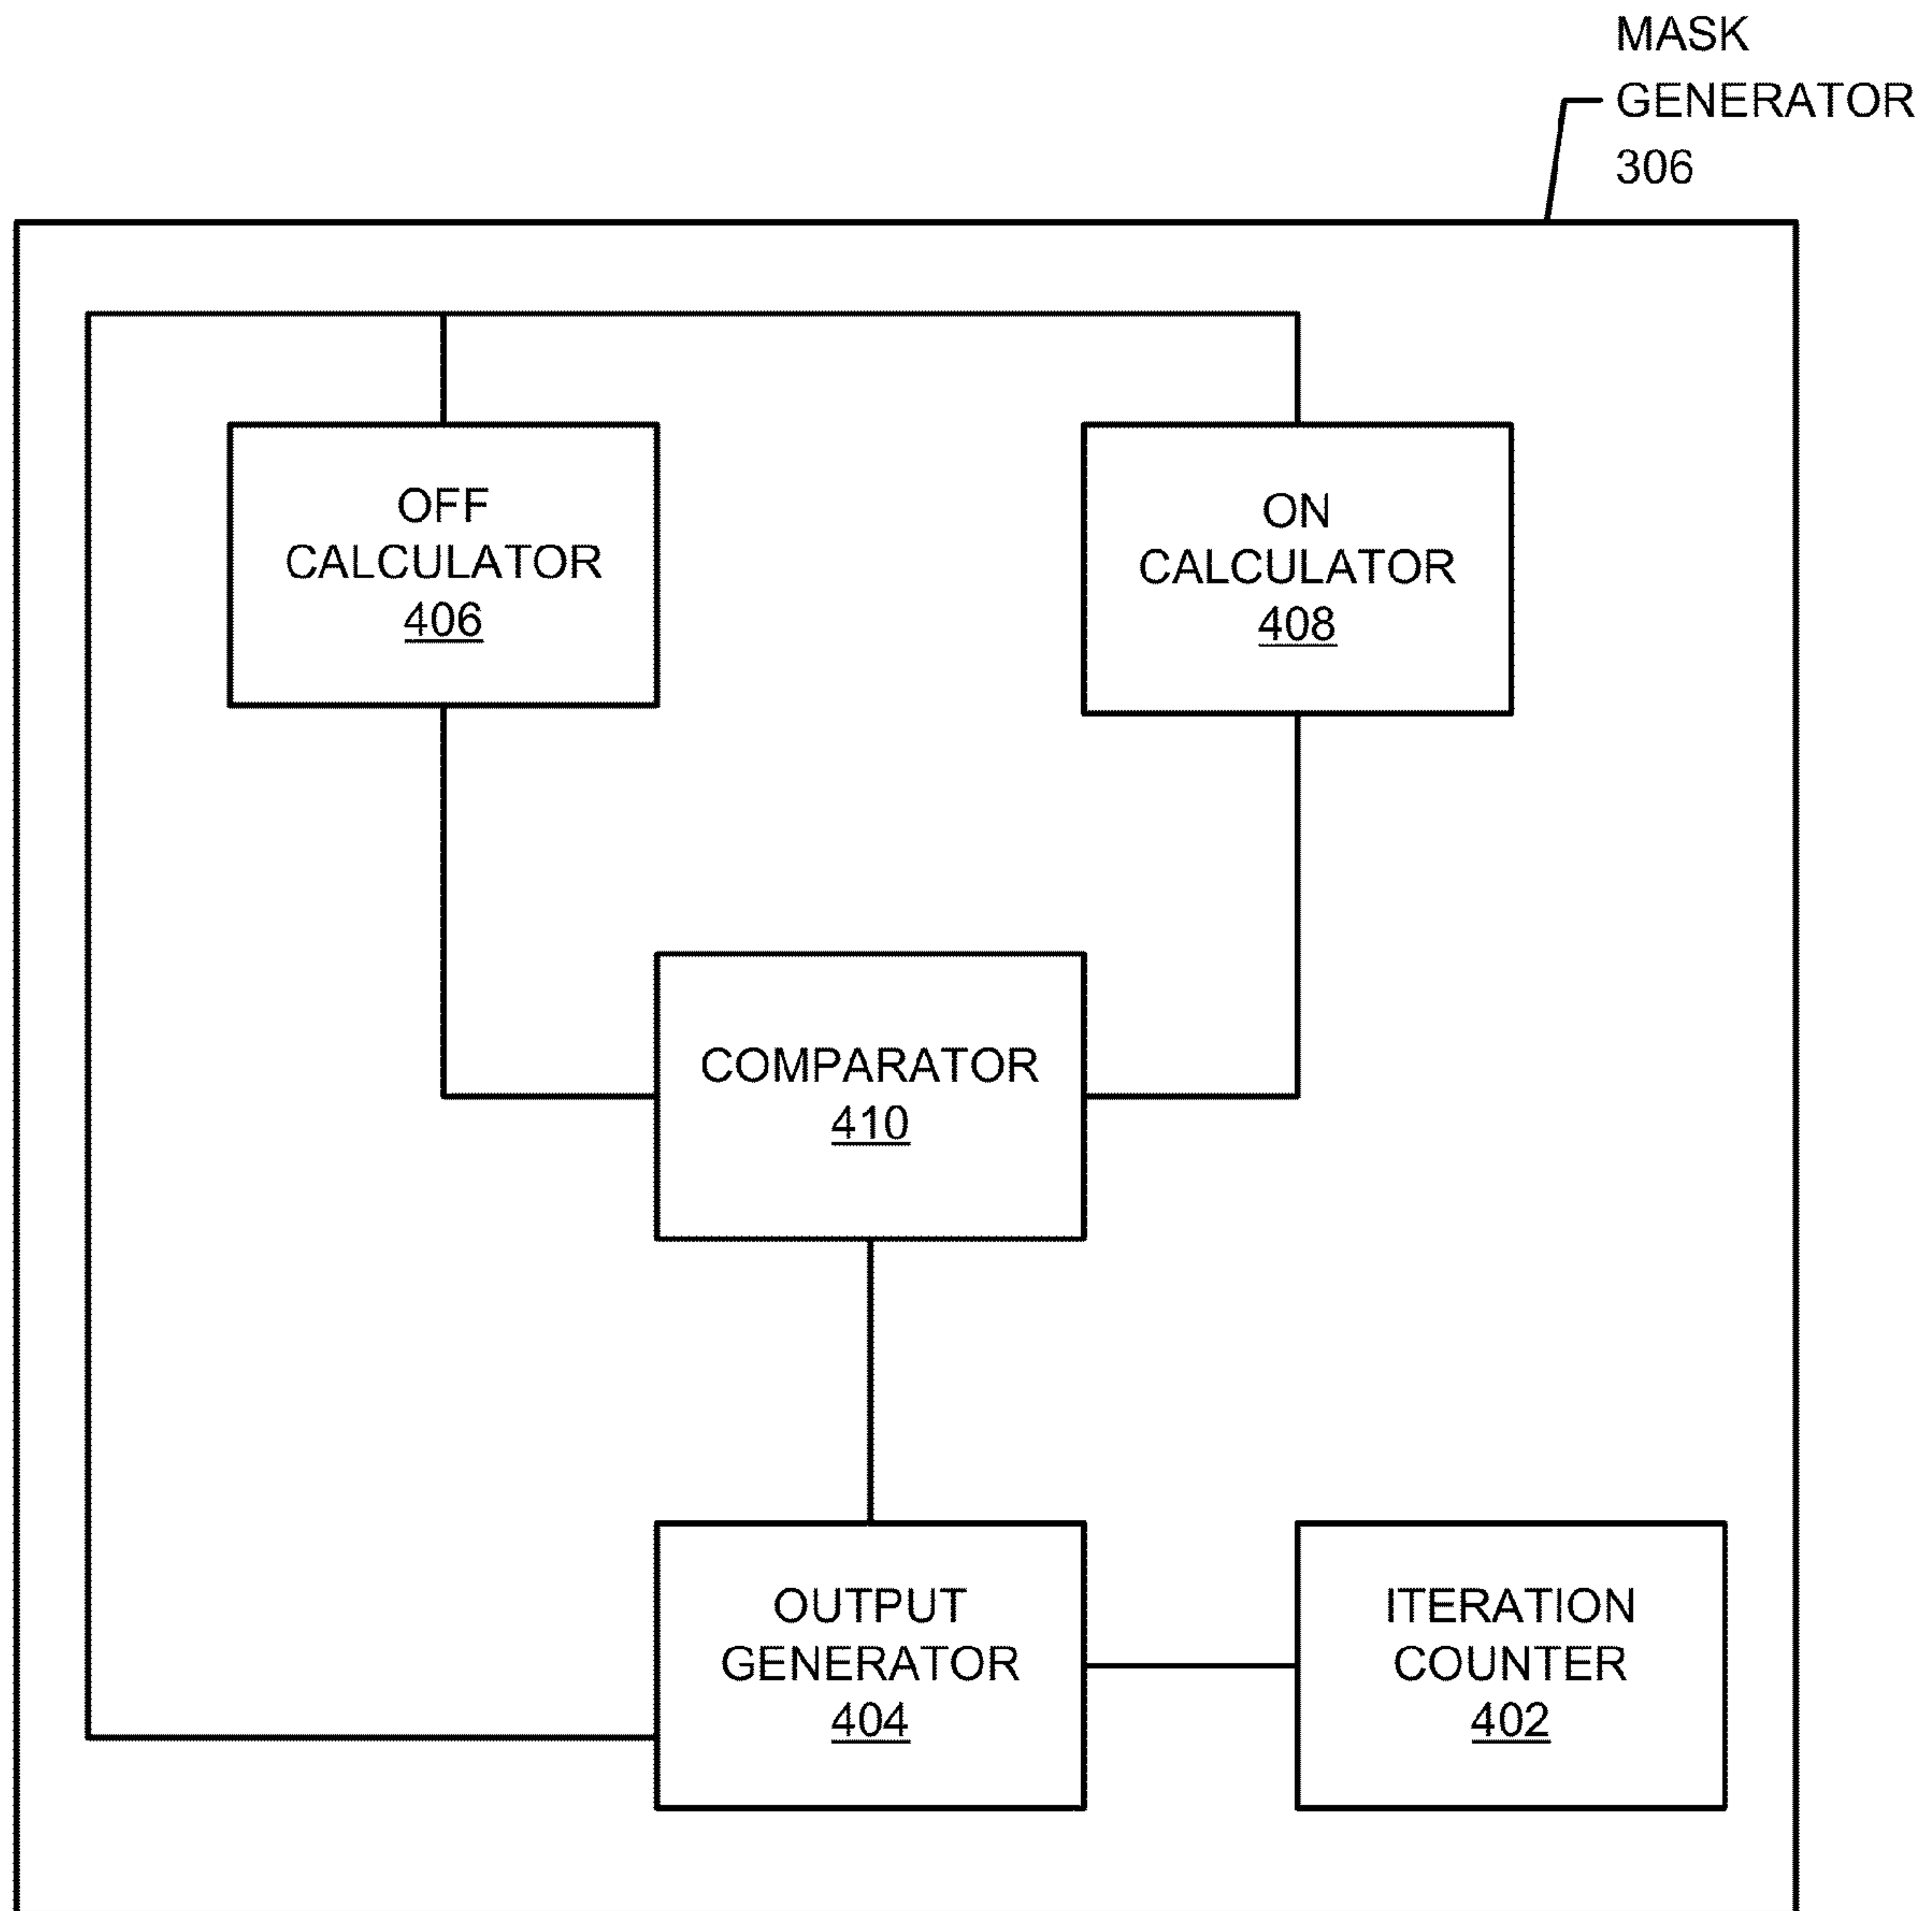 MASK
GENERATOR
306
OFF
CALCULATOR
406
ON
CALCULATOR
408
COMPARATOR
410
OUTPUT
GENERATOR
404
ITERATION
COUNTER
402